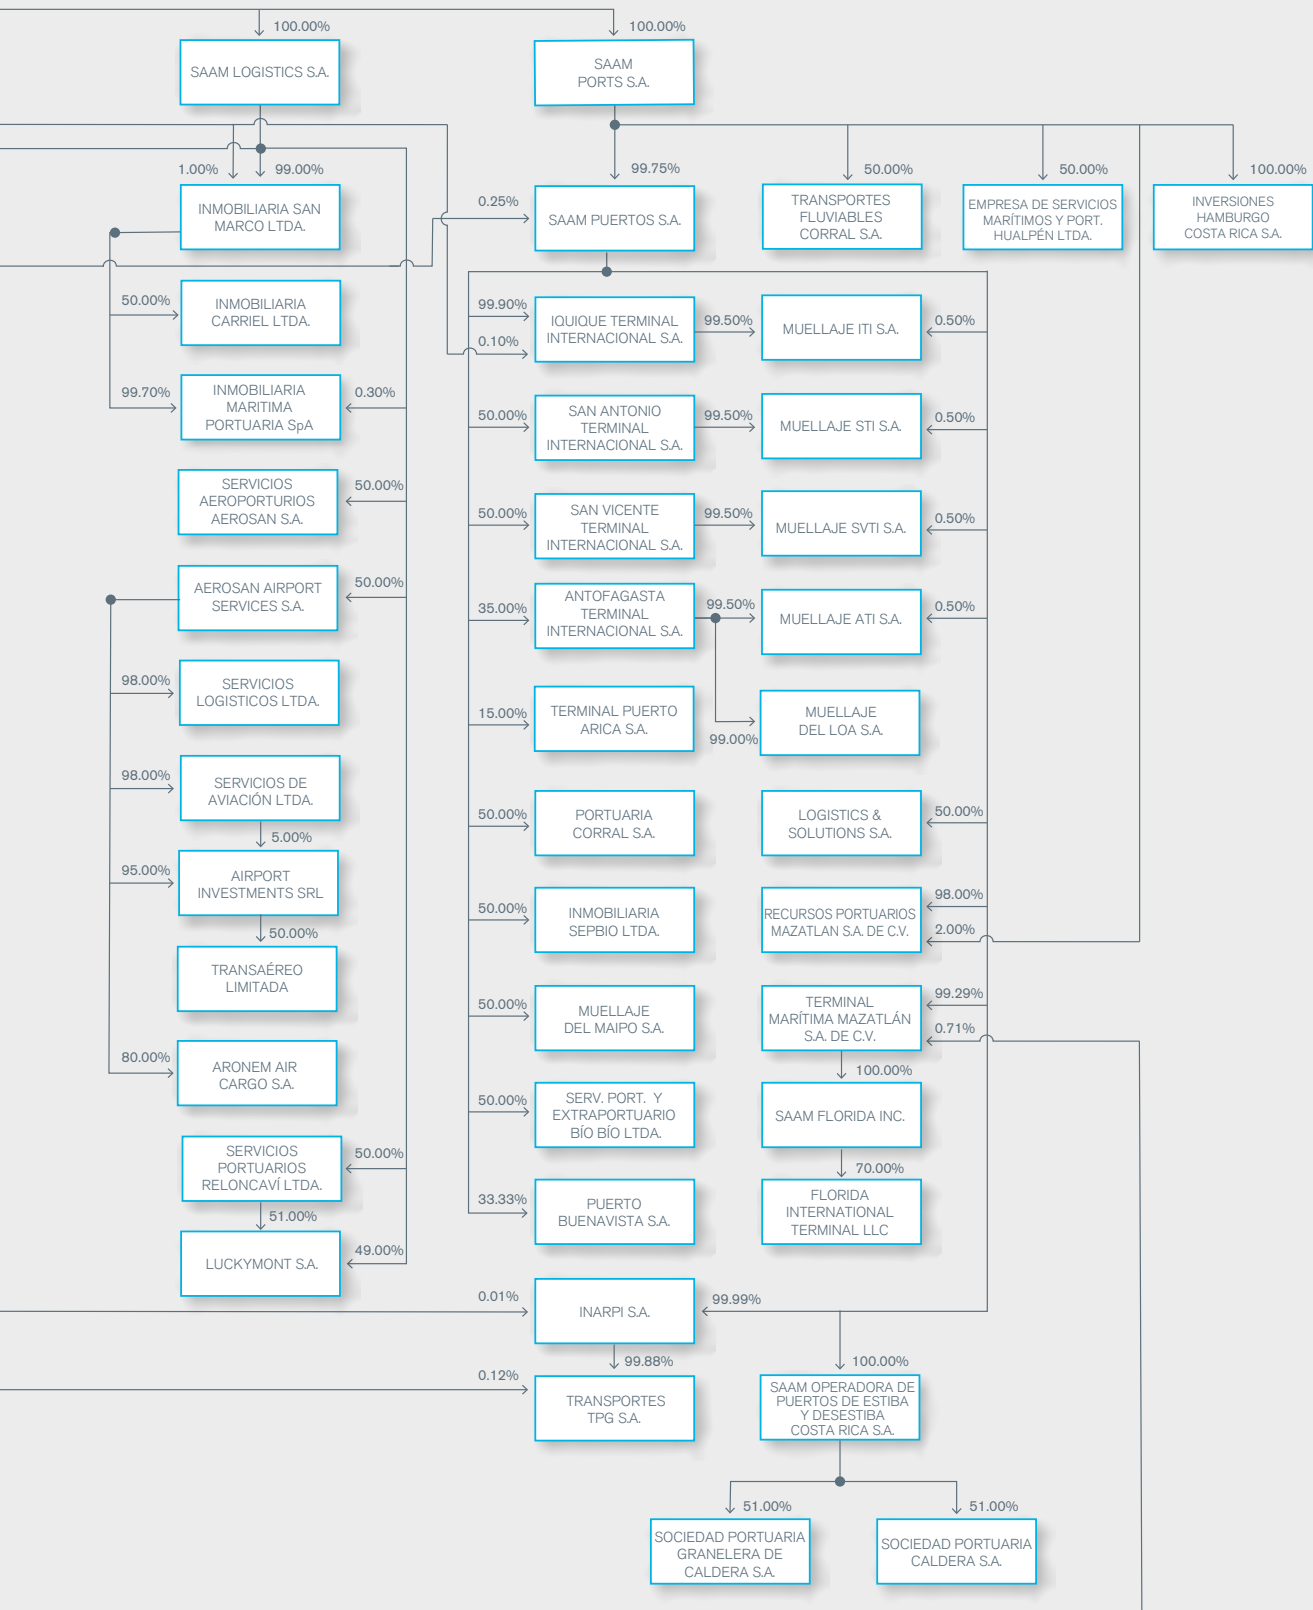 100.00%
100.00%
SAAM LOGISTICS S.A.
SAAM
PORTS S.A.
1.00%
99.00%
99.75%
50.00%
50.00%
100.00%
INMOBILIARIA SAN
MARCO LTDA.
0.25%
SAAM PUERTOS S.A.
TRANSPORTES
FLUVIABLES
CORRAL S.A.
EMPRESA DE SERVICIOS
MARÍTIMOS Y PORT.
HUALPÉN LTDA.
INVERSIONES
HAMBURGO
COSTA RICA S.A.
50.00%
INMOBILIARIA
CARRIEL LTDA.
99.90%
0.10%
IQUIQUE TERMINAL
INTERNACIONAL S.A.
99.50%
MUELLAJE ITI S.A.
0.50%
99.70%
INMOBILIARIA
MARITIMA
PORTUARIA SpA
0.30%
50.00%
SAN ANTONIO
TERMINAL
INTERNACIONAL S.A.
99.50%
MUELLAJE STI S.A.
0.50%
SERVICIOS
AEROPORTURIOS
AEROSAN S.A.
50.00%
50.00%
SAN VICENTE
TERMINAL
INTERNACIONAL S.A.
99.50%
MUELLAJE SVTI S.A.
0.50%
AEROSAN AIRPORT
SERVICES S.A.
50.00%
35.00%
ANTOFAGASTA
TERMINAL
INTERNACIONAL S.A.
99.50%
MUELLAJE ATI S.A.
0.50%
98.00%
SERVICIOS
LOGISTICOS LTDA.
15.00%
TERMINAL PUERTO
ARICA S.A.
99.00%
MUELLAJE
DEL LOA S.A.
98.00%
SERVICIOS DE
AVIACIÓN LTDA.
5.00%
50.00%
PORTUARIA
CORRAL S.A.
LOGISTICS &
SOLUTIONS S.A.
50.00%
95.00%
AIRPORT
INVESTMENTS SRL
50.00%
50.00%
INMOBILIARIA
SEPBIO LTDA.
RECURSOS PORTUARIOS
MAZATLAN S.A. DE C.V.
98.00%
2.00%
TRANSAÉREO
LIMITADA
50.00%
MUELLAJE
DEL MAIPO S.A.
TERMINAL
MARÍTIMA MAZATLÁN
S.A. DE C.V.
99.29%
0.71%
100.00%
80.00%
ARONEM AIR
CARGO S.A.
50.00%
SERV. PORT. Y
EXTRAPORTUARIO
BÍO BÍO LTDA.
SAAM FLORIDA INC.
70.00%
SERVICIOS
PORTUARIOS
RELONCAVÍ LTDA.
50.00%
51.00%
33.33%
PUERTO
BUENAVISTA S.A.
FLORIDA
INTERNATIONAL
TERMINAL LLC
LUCKYMONT S.A.
49.00%
0.01%
INARPI S.A.
99.99%
99.88%
100.00%
0.12%
TRANSPORTES
TPG S.A.
SAAM OPERADORA DE
PUERTOS DE ESTIBA
Y DESESTIBA
COSTA RICA S.A.
51.00%
51.00%
SOCIEDAD PORTUARIA
GRANELERA DE
CALDERA S.A.
SOCIEDAD PORTUARIA
CALDERA S.A.